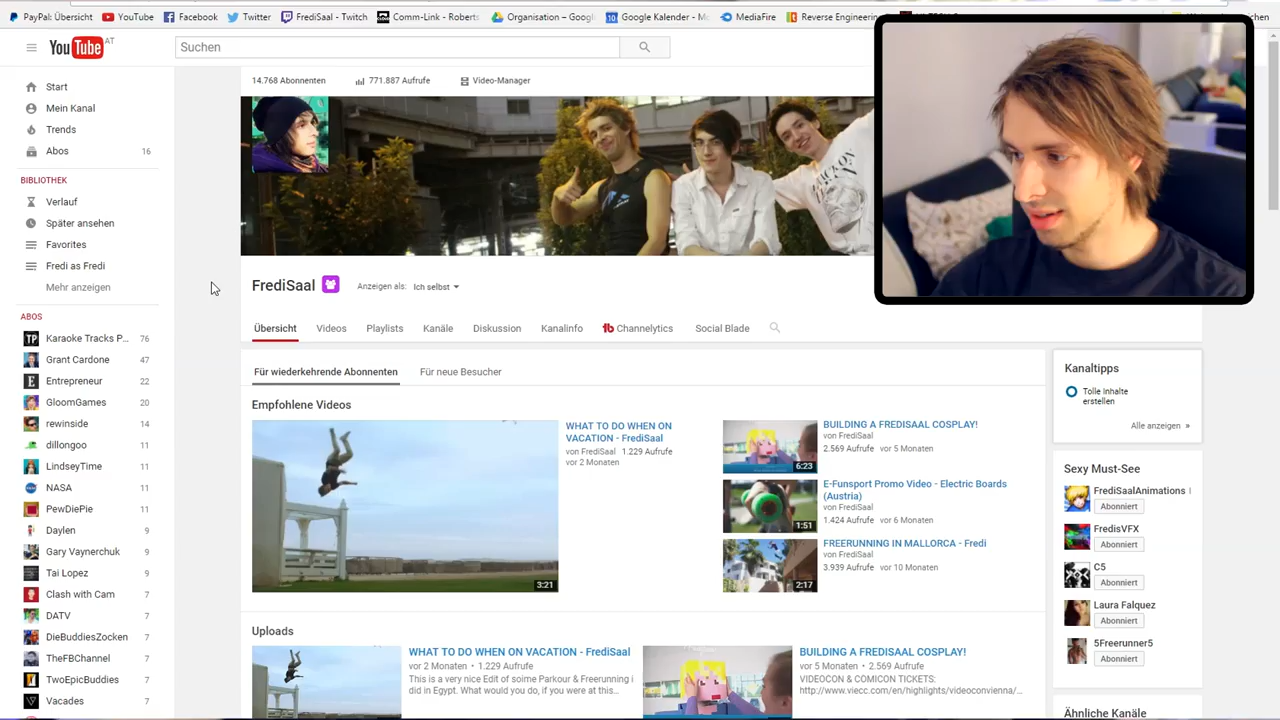 PayPal: Übersicht
YouTube
Facebook
Twitter
FrediSaal - Twitch
Comm-Link - Roberts
Organisation – Goog
Google Kalender - Mo
MediaFire
Reverse Engineering
YouTube AT
Suchen
Start
Mein Kanal
Trends
Abos 16
BIBLIOTHEK
Verlauf
Später ansehen
Favorites
Fredi as Fredi
Mehr anzeigen
ABOS
TP Karaoke Tracks P... 76
Grant Cardone 47
E Entrepreneur 22
GloomGames 20
rewinside 14
dillongoo 11
LindseyTime 11
NASA 11
PewDiePie 11
Daylen 9
Gary Vaynerchuk 9
Tai Lopez 9
Clash with Cam 7
DATV 7
DieBuddiesZocken 7
TheFBChannel 7
TwoEpicBuddies 7
Vacades 7
14.768 Abonnenten
771.887 Aufrufe
Video-Manager
FrediSaal
Anzeigen als: Ich selbst
Übersicht
Videos
Playlists
Kanäle
Diskussion
Kanalinfo
Channelytics
Social Blade
Für wiederkehrende Abonnenten
Für neue Besucher
Empfohlene Videos
3:21
WHAT TO DO WHEN ON
VACATION - FrediSaal
von FrediSaal 1.229 Aufrufe
vor 2 Monaten
6:23
BUILDING A FREDISAAL COSPLAY!
von FrediSaal
2.569 Aufrufe vor 5 Monaten
1:51
E-Funsport Promo Video - Electric Boards
(Austria)
von FrediSaal
1.424 Aufrufe vor 6 Monaten
2:17
FREERUNNING IN MALLORCA - Fredi
von FrediSaal
3.939 Aufrufe vor 10 Monaten
Uploads
WHAT TO DO WHEN ON VACATION - FrediSaal
vor 2 Monaten • 1.229 Aufrufe
This is a very nice Edit of soime Parkour & Freerunning i
did in Egypt. What would you do, if you were at this...
BUILDING A FREDISAAL COSPLAY!
vor 5 Monaten • 2.569 Aufrufe
VIDEOCON & COMICON TICKETS:
http://www.viecc.com/en/highlights/videoconvienna/...
Kanaltipps
Tolle Inhalte
erstellen
Alle anzeigen »
Sexy Must-See
FrediSaalAnimations
Abonniert
FredisVFX
Abonniert
C5
Abonniert
Laura Falquez
Abonniert
5Freerunner5
Abonniert
Ähnliche Kanäle